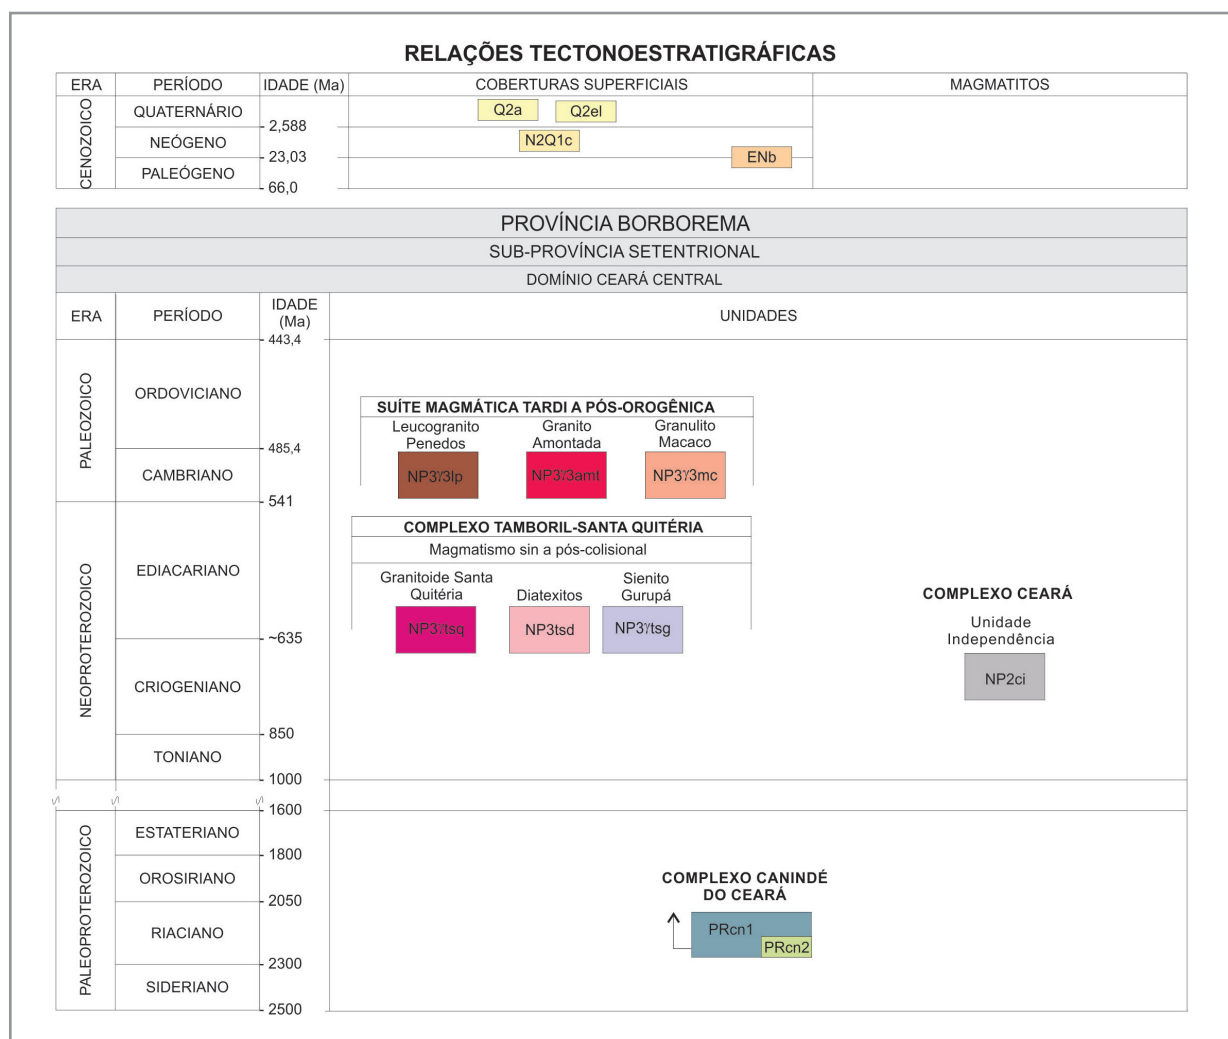 RELAÇÕES TECTONOESTRATIGRÁFICAS
ERA
PERÍODO
IDADE (Ma)
COBERTURAS SUPERFICIAIS
MAGMATITOS
CENOZOICO
QUATERNÁRIO
Q2a
Q2el
2,588
NEÓGENO
N2Q1c
23,03
ENb
PALEÓGENO
66,0
PROVÍNCIA BORBOREMA
SUB-PROVÍNCIA SETENTRIONAL
DOMÍNIO CEARÁ CENTRAL
ERA
PERÍODO
IDADE
(Ma)
UNIDADES
443,4
PALEOZOICO
ORDOVICIANO
485,4
CAMBRIANO
541
SUÍTE MAGMÁTICA TARDI A PÓS-OROGÊNICA
Leucogranito
Penedos
NP3γ3lp
Granito
Amontada
NP3γ3amt
Granulito
Macaco
NP3γ3mc
NEOPROTEROZOICO
EDIACARIANO
~635
CRIOGENIANO
850
TONIANO
1000
COMPLEXO TAMBORIL-SANTA QUITÉRIA
Magmatismo sin a pós-colisional
Granitoide Santa
Quitéria
NP3γtsq
Diatexitos
NP3tsd
Sienito
Gurupá
NP3γtsg
COMPLEXO CEARÁ
Unidade
Independência
NP2ci
1600
PALEOPROTEROZOICO
ESTATERIANO
1800
OROSIRIANO
2050
RIACIANO
2300
SIDERIANO
2500
COMPLEXO CANINDÉ
DO CEARÁ
PRcn1
PRcn2